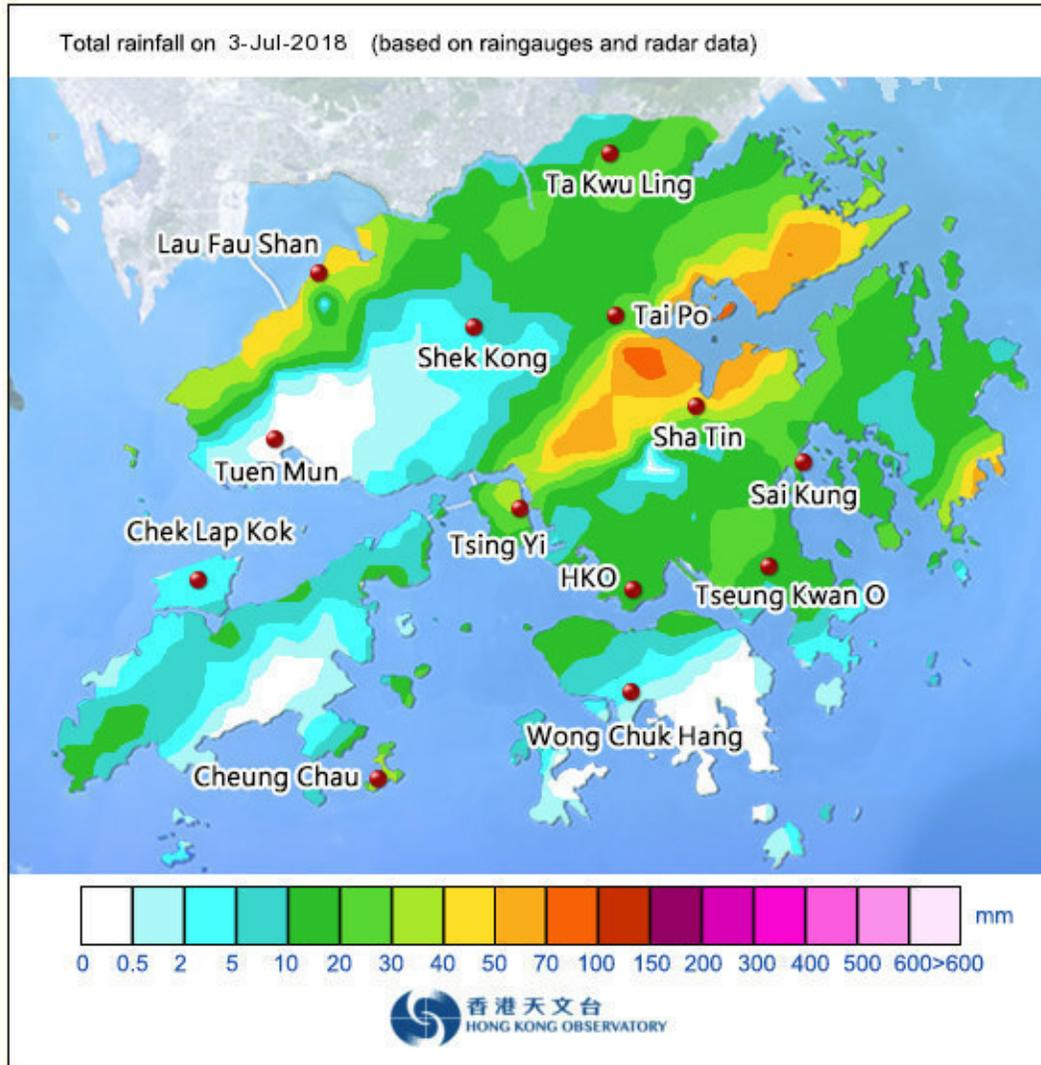 Total rainfall on 3-Jul-2018 (based on raingauges and radar data)
Ta Kwu Ling
Lau Fau Shan
Tai Po
Shek Kong
Sha Tin
Tuen Mun
Sai Kung
Chek Lap Kok
Tsing Yi
HKO
Tseung Kwan O
Wong Chuk Hang
Cheung Chau
mm
0 0.5 2 5 10 20 30 40 50 70 100 150 200 300 400 500 600>600
香港天文台
HONG KONG OBSERVATORY